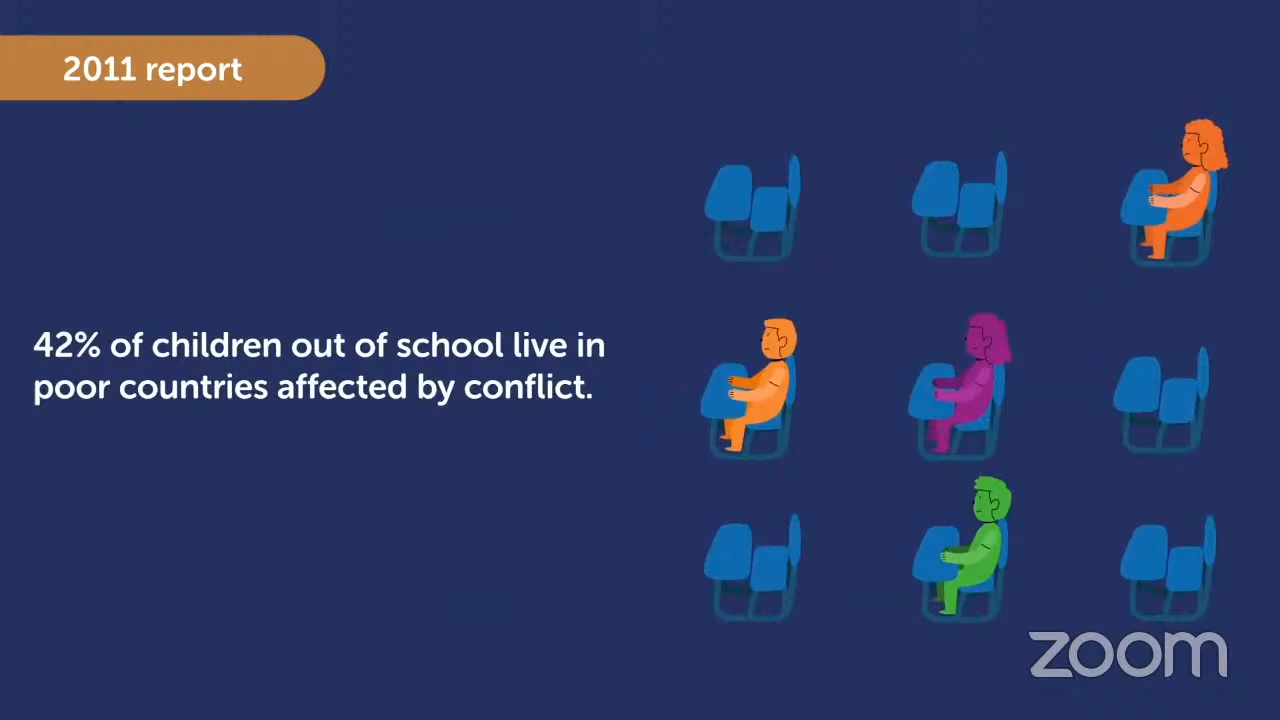 2011 report
42% of children out of school live in
poor countries affected by conflict.
zoom